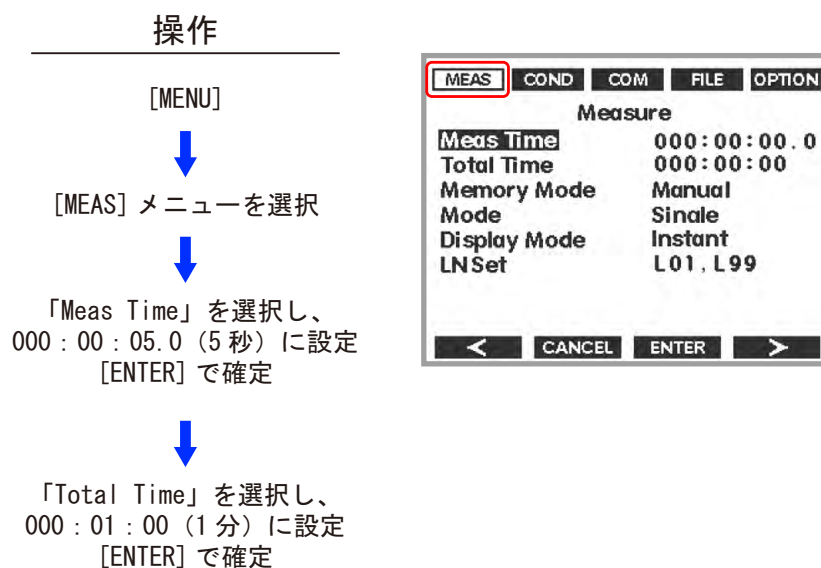 操作
[MENU]
[MEAS] メニューを選択
「Meas Time」を選択し、
000：00：05.0（5秒）に設定
[ENTER] で確定
「Total Time」を選択し、
000：01：00（1分）に設定
[ENTER] で確定
MEAS COND COM FILE OPTION
Measure
Meas Time 000:00:00.0
Total Time 000:00:00
Memory Mode Manual
Mode Sinale
Display Mode Instant
LNSet L01, L99
< CANCEL ENTER >